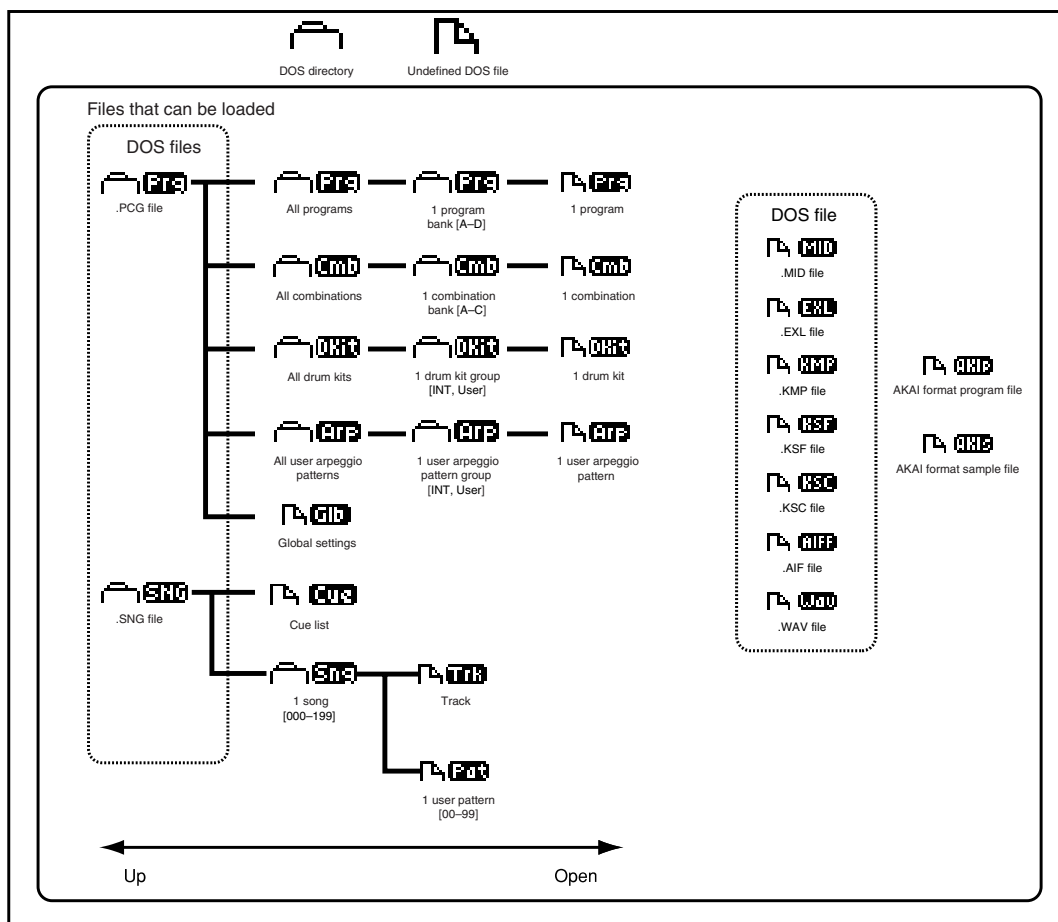 DOS directory
Undefined DOS file
Files that can be loaded
DOS files
Prg
.PCG file
Prg
All programs
Prg
1 program
bank [A–D]
Prg
1 program
Cmb
All combinations
Cmb
1 combination
bank [A–C]
Cmb
1 combination
DKit
All drum kits
DKit
1 drum kit group
[INT, User]
DKit
1 drum kit
Arp
All user arpeggio
patterns
Arp
1 user arpeggio
pattern group
[INT, User]
Arp
1 user arpeggio
pattern
Glb
Global settings
SNG
.SNG file
Cue
Cue list
Sng
1 song
[000–199]
Trk
Track
Pat
1 user pattern
[00–99]
DOS file
MID
.MID file
EXL
.EXL file
KMP
.KMP file
KSF
.KSF file
KSC
.KSC file
AIFF
.AIF file
Wav
.WAV file
AKP
AKAI format program file
AKS
AKAI format sample file
Up
Open